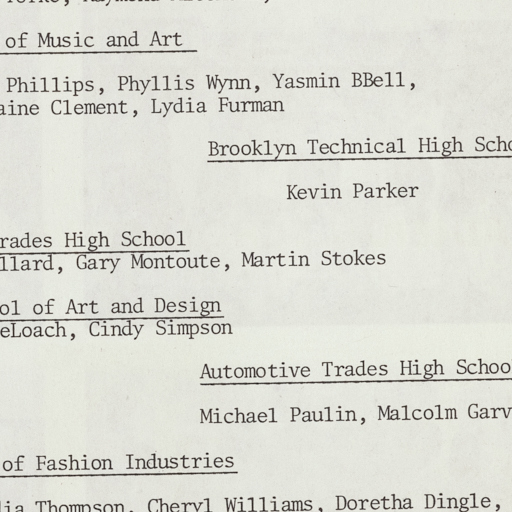 of Music and Art
Phillips, Phyllis Wynn, Yasmin BBell,
aine Clement, Lydia Furman
Brooklyn Technical High Scho
Kevin Parker
rades High School
llard, Gary Montoute, Martin Stokes
ol of Art and Design
eLoach, Cindy Simpson
Automotive Trades High Schoo
Michael Paulin, Malcolm Garv
of Fashion Industries
lia Thompson, Cheryl Williams, Doretha Dingle,